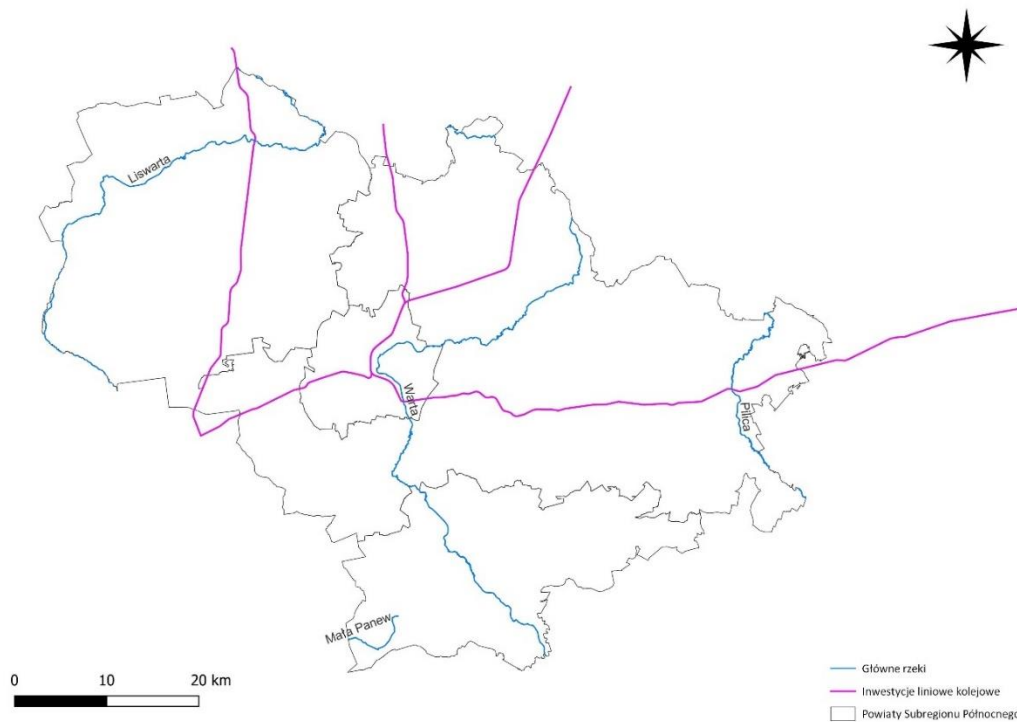 Liswarta
Warta
Pilica
Mała Panew
0 10 20 km
Główne rzeki
Inwestycje liniowe kolejowe
Powiaty Subregionu Północnego